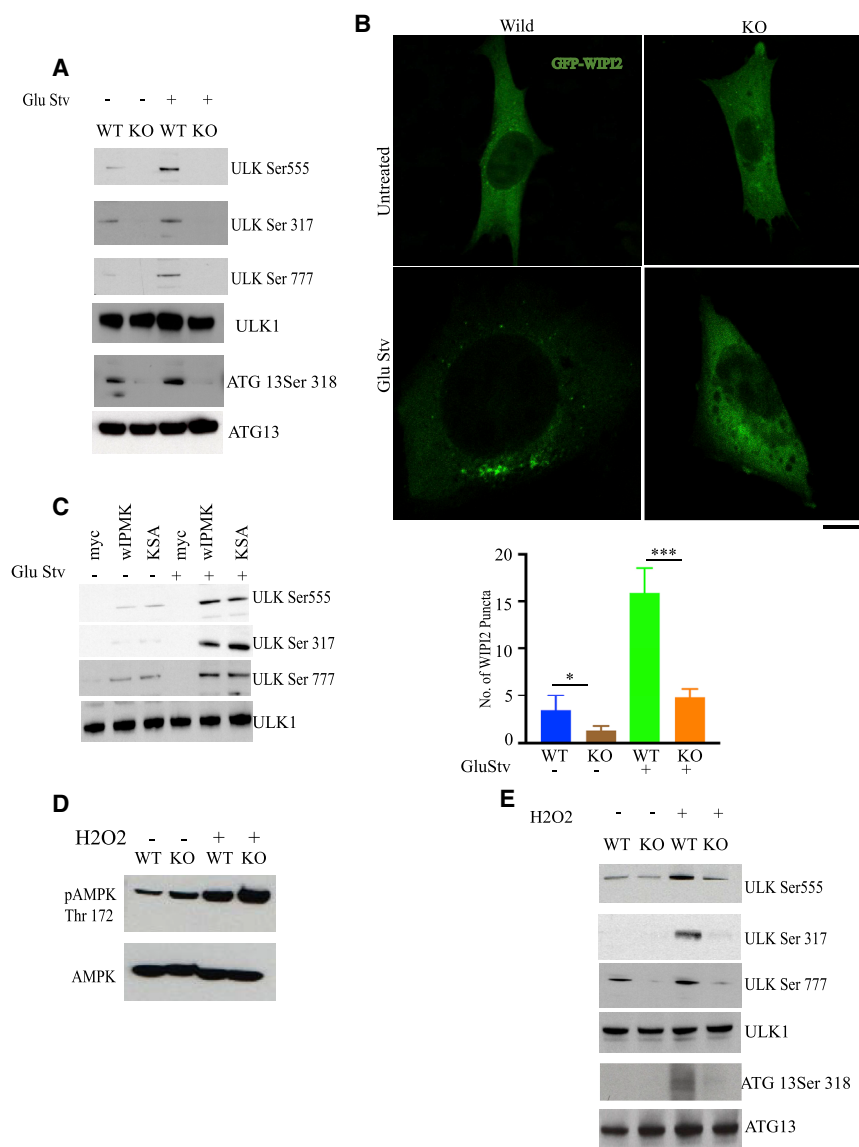 A
Glu Stv - - + +
WT KO WT KO
ULK Ser555
ULK Ser 317
ULK Ser 777
ULK1
ATG 13Ser 318
ATG13
B
Wild KO
GFP-WIPI2
Untreated
Glu Stv
No. of WIPI2 Puncta
20
15
10
5
0
* ***
WT KO WT KO
GluStv - - + +
C
myc wIPMK KSA myc wIPMK KSA
Glu Stv - - - + + +
ULK Ser555
ULK Ser 317
ULK Ser 777
ULK1
D
H2O2 - - + +
WT KO WT KO
pAMPK
Thr 172
AMPK
E
H2O2 - - + +
WT KO WT KO
ULK Ser555
ULK Ser 317
ULK Ser 777
ULK1
ATG 13Ser 318
ATG13